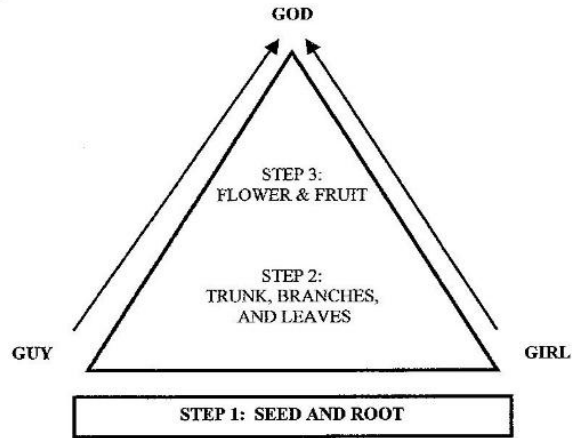 GOD
STEP 3:
FLOWER & FRUIT
STEP 2:
TRUNK, BRANCHES,
AND LEAVES
GUY
GIRL
STEP 1: SEED AND ROOT